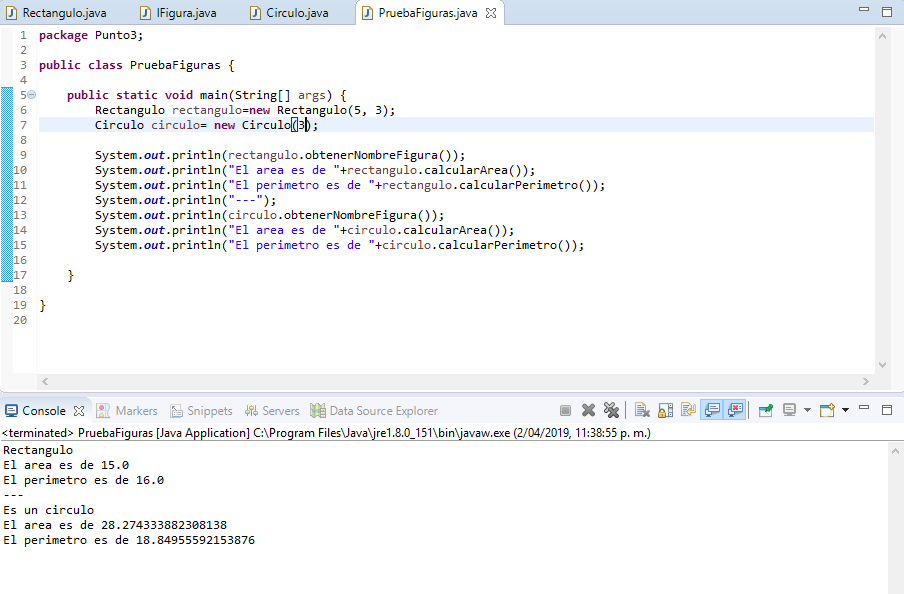 Rectangulo.java IFigura.java Circulo.java PruebaFiguras.java
1 package Punto3;
2
3 public class PruebaFiguras {
4
5 public static void main(String[] args) {
6 Rectangulo rectangulo=new Rectangulo(5, 3);
7 Circulo circulo= new Circulo(3);
8
9 System.out.println(rectangulo.obtenerNombreFigura());
10 System.out.println("El area es de "+rectangulo.calcularArea());
11 System.out.println("El perimetro es de "+rectangulo.calcularPerimetro());
12 System.out.println("---");
13 System.out.println(circulo.obtenerNombreFigura());
14 System.out.println("El area es de "+circulo.calcularArea());
15 System.out.println("El perimetro es de "+circulo.calcularPerimetro());
16
17 }
18
19 }
20
Console Markers Snippets Servers Data Source Explorer
<terminated> PruebaFiguras [Java Application] C:\Program Files\Java\jre1.8.0_151\bin\javaw.exe (2/04/2019, 11:38:55 p. m.)
Rectangulo
El area es de 15.0
El perimetro es de 16.0
---
Es un circulo
El area es de 28.274333882308138
El perimetro es de 18.84955592153876